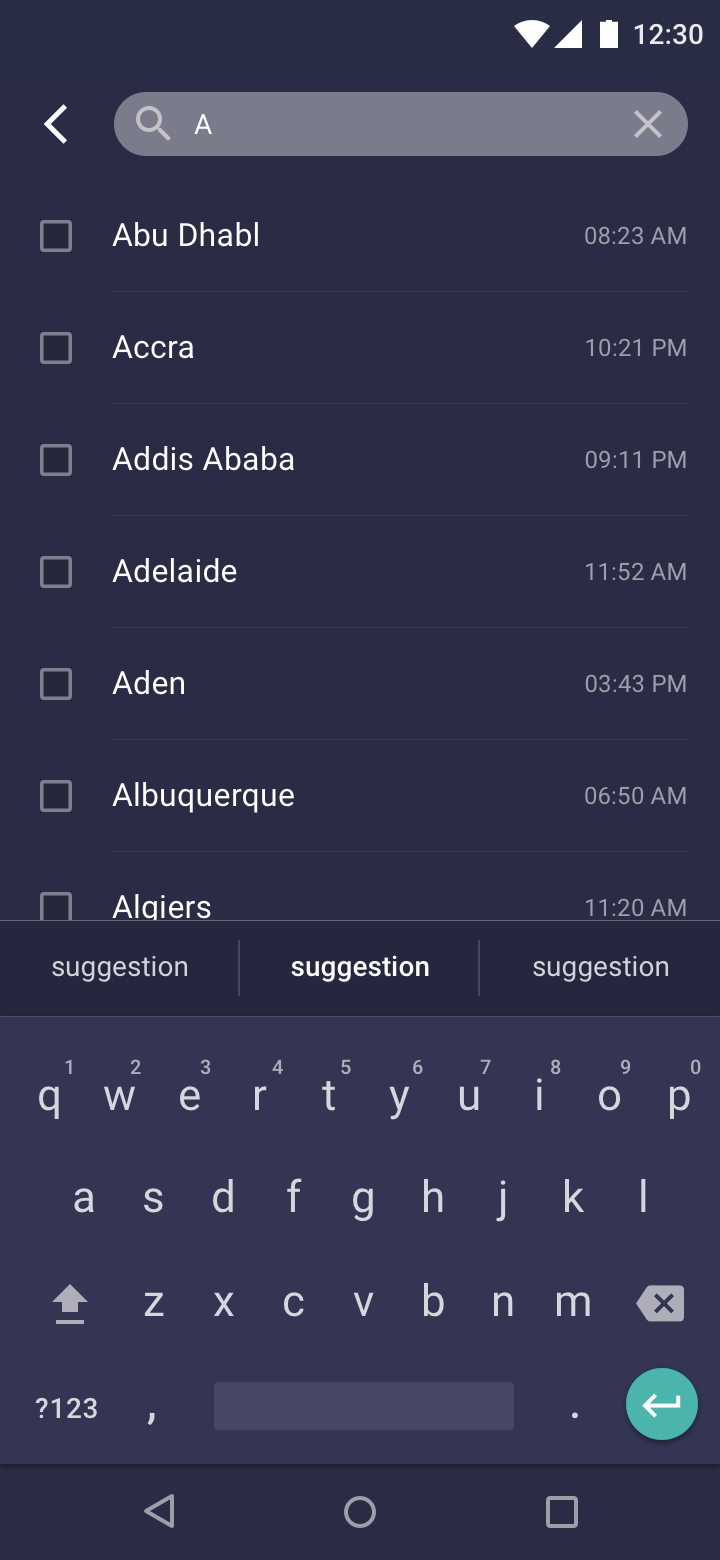 12:30
A
Abu Dhabl 08:23 AM
Accra 10:21 PM
Addis Ababa 09:11 PM
Adelaide 11:52 AM
Aden 03:43 PM
Albuquerque 06:50 AM
Algiers 11:20 AM
suggestion suggestion suggestion
1 2 3 4 5 6 7 8 9 0
q w e r t y u i o p
a s d f g h j k l
z x c v b n m
?123 , .